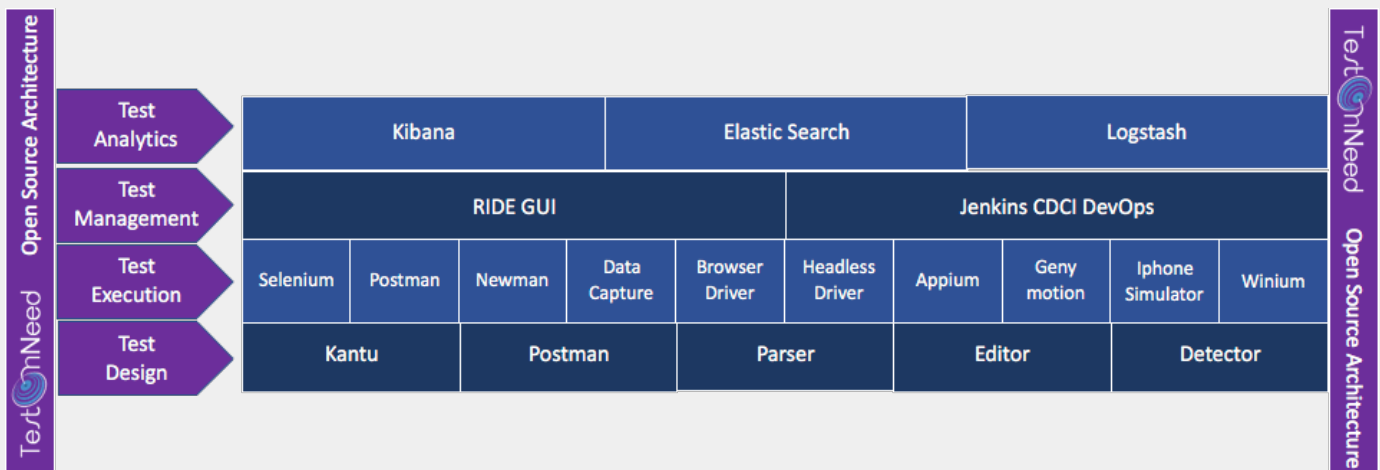 Open Source Architecture
Test
Analytics
Kibana
Elastic Search
Logstash
Test
Management
RIDE GUI
Jenkins CDCI DevOps
Test
Execution
Selenium
Postman
Newman
Data
Capture
Browser
Driver
Headless
Driver
Appium
Geny
motion
Iphone
Simulator
Winium
Test
Design
Kantu
Postman
Parser
Editor
Detector
TestOnNeed
TestOnNeed
Open Source Architecture